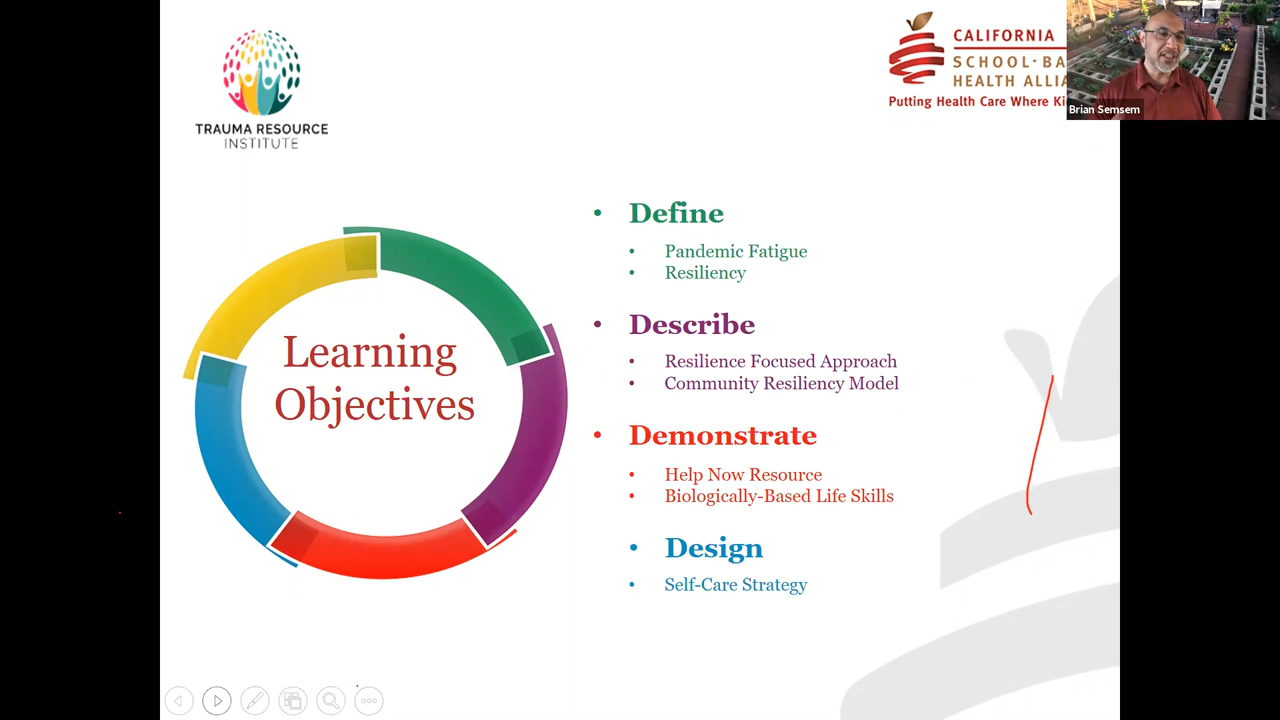 TRAUMA RESOURCE
INSTITUTE
CALIFORNIA
SCHOOL·BA
HEALTH ALLIA
Putting Health Care Where Ki
Brian Semsem
Learning
Objectives
• Define
• Pandemic Fatigue
• Resiliency
• Describe
• Resilience Focused Approach
• Community Resiliency Model
• Demonstrate
• Help Now Resource
• Biologically-Based Life Skills
• Design
• Self-Care Strategy